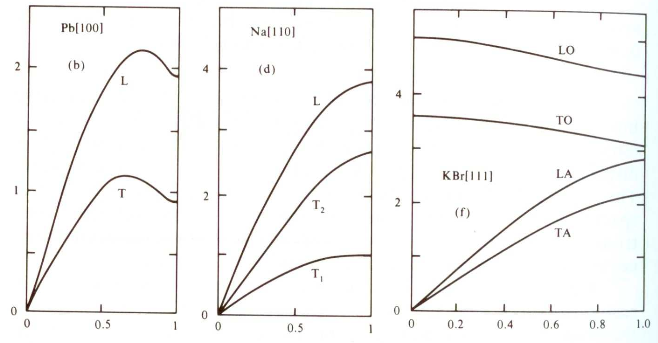 Pb[100]
(b)
2
1
0
L
T
0 0.5 1
Na[110]
(d)
4
2
0
L
T2
T1
0 0.5 1
4
2
0
LO
TO
LA
TA
KBr[111]
(f)
0 0.2 0.4 0.6 0.8 1.0